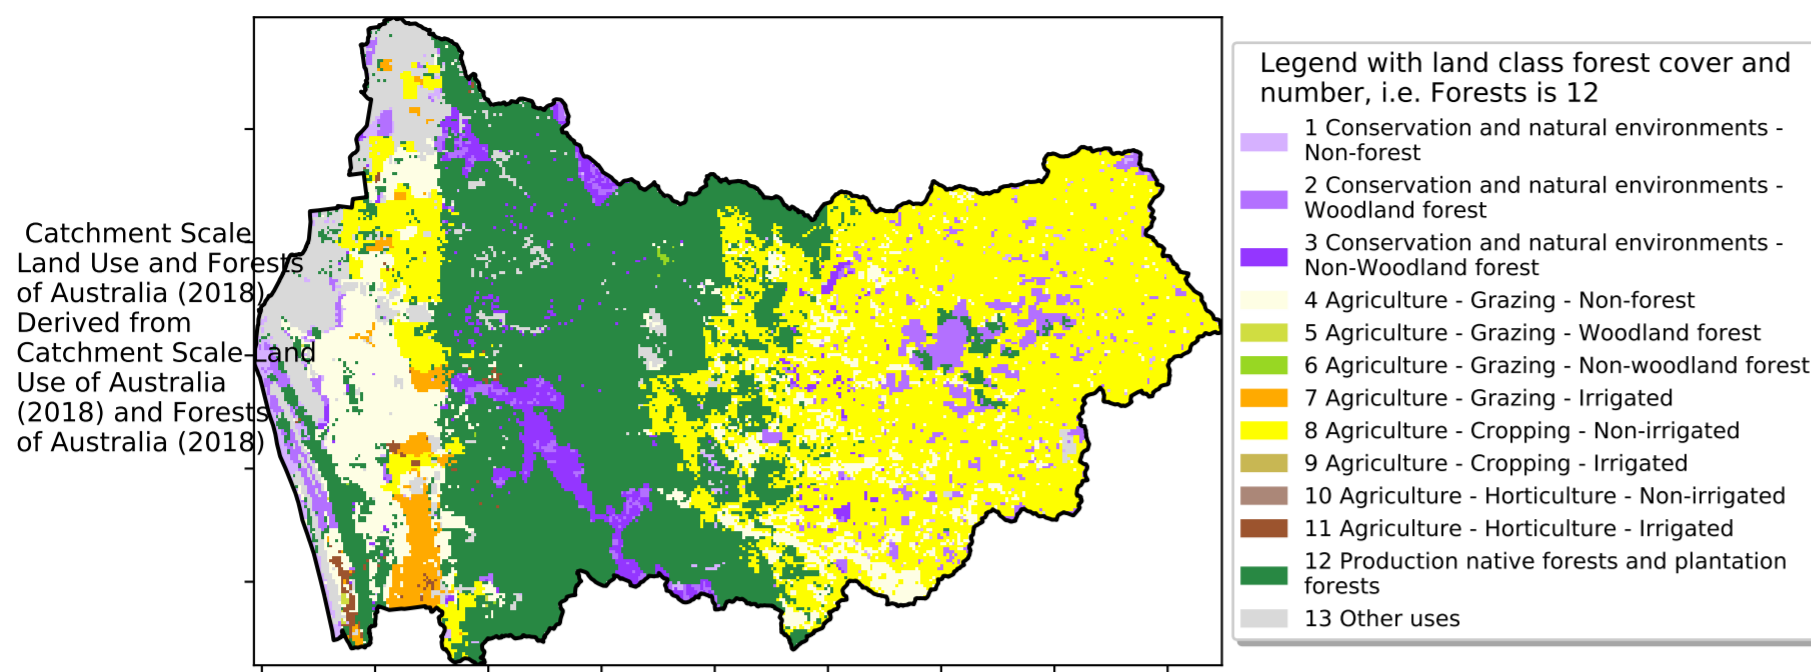 Catchment Scale
Land Use and Forests
of Australia (2018)
Derived from
Catchment Scale Land
Use of Australia
(2018) and Forests
of Australia (2018)
Legend with land class forest cover and
number, i.e. Forests is 12
1 Conservation and natural environments -
Non-forest
2 Conservation and natural environments -
Woodland forest
3 Conservation and natural environments -
Non-Woodland forest
4 Agriculture - Grazing - Non-forest
5 Agriculture - Grazing - Woodland forest
6 Agriculture - Grazing - Non-woodland forest
7 Agriculture - Grazing - Irrigated
8 Agriculture - Cropping - Non-irrigated
9 Agriculture - Cropping - Irrigated
10 Agriculture - Horticulture - Non-irrigated
11 Agriculture - Horticulture - Irrigated
12 Production native forests and plantation
forests
13 Other uses